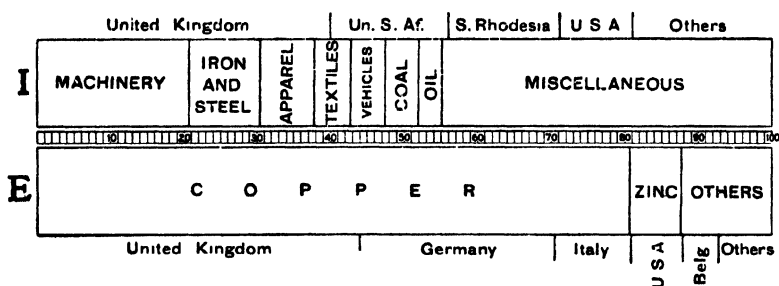 United Kingdom Un. S. Af. S. Rhodesia U S A Others
I MACHINERY IRON AND STEEL APPAREL TEXTILES VEHICLES COAL OIL MISCELLANEOUS
10 20 30 40 50 60 70 80 90 100
E C O P P E R ZINC OTHERS
United Kingdom Germany Italy U S A Belg Others